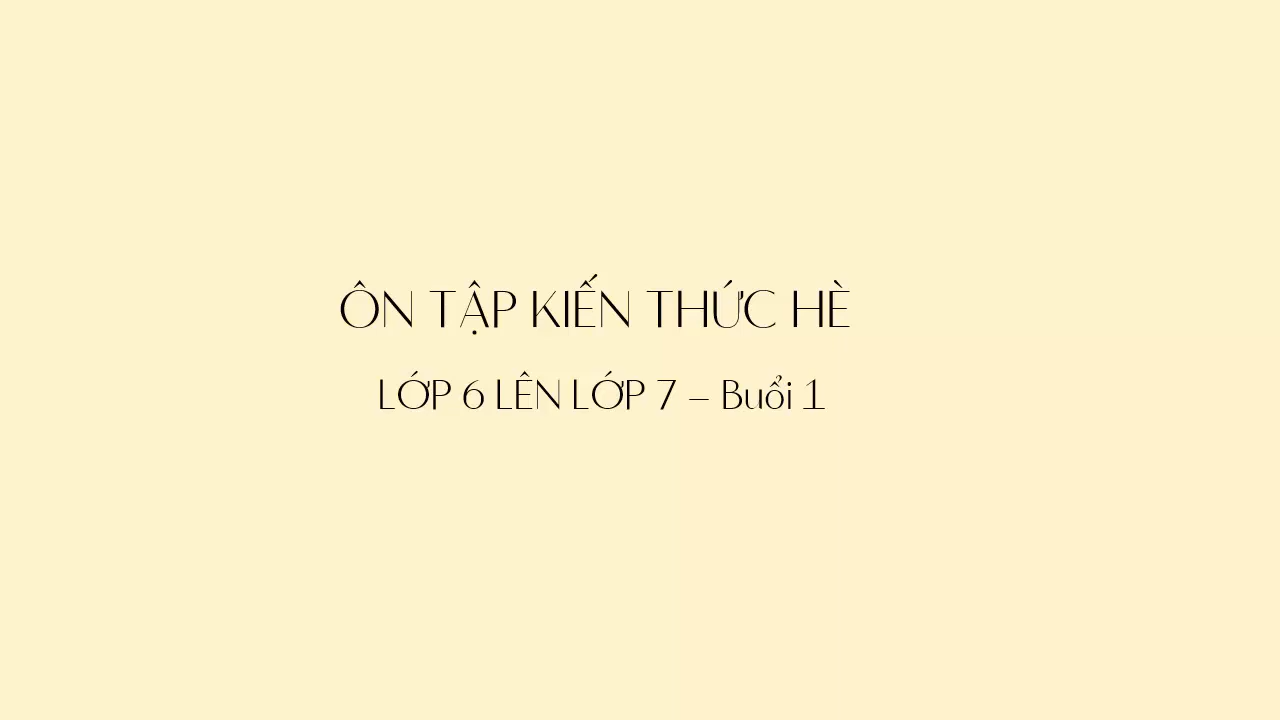 ÔN TẬP KIẾN THỨC HÈ
LỚP 6 LÊN LỚP 7 – Buổi 1